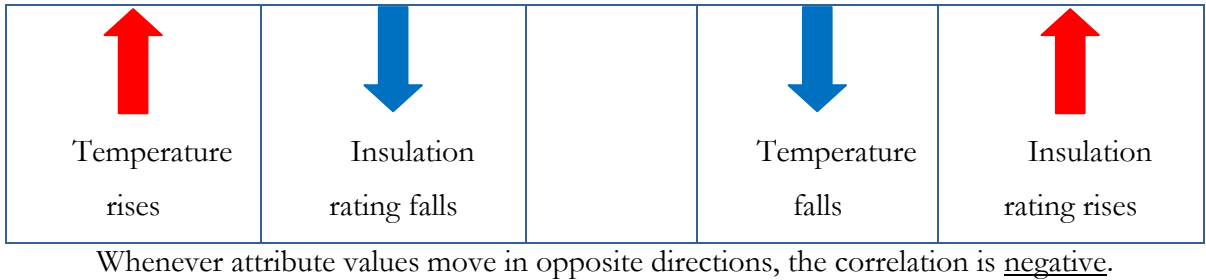 Temperature
rises
Insulation
rating falls
Temperature
falls
Insulation
rating rises
Whenever attribute values move in opposite directions, the correlation is negative.